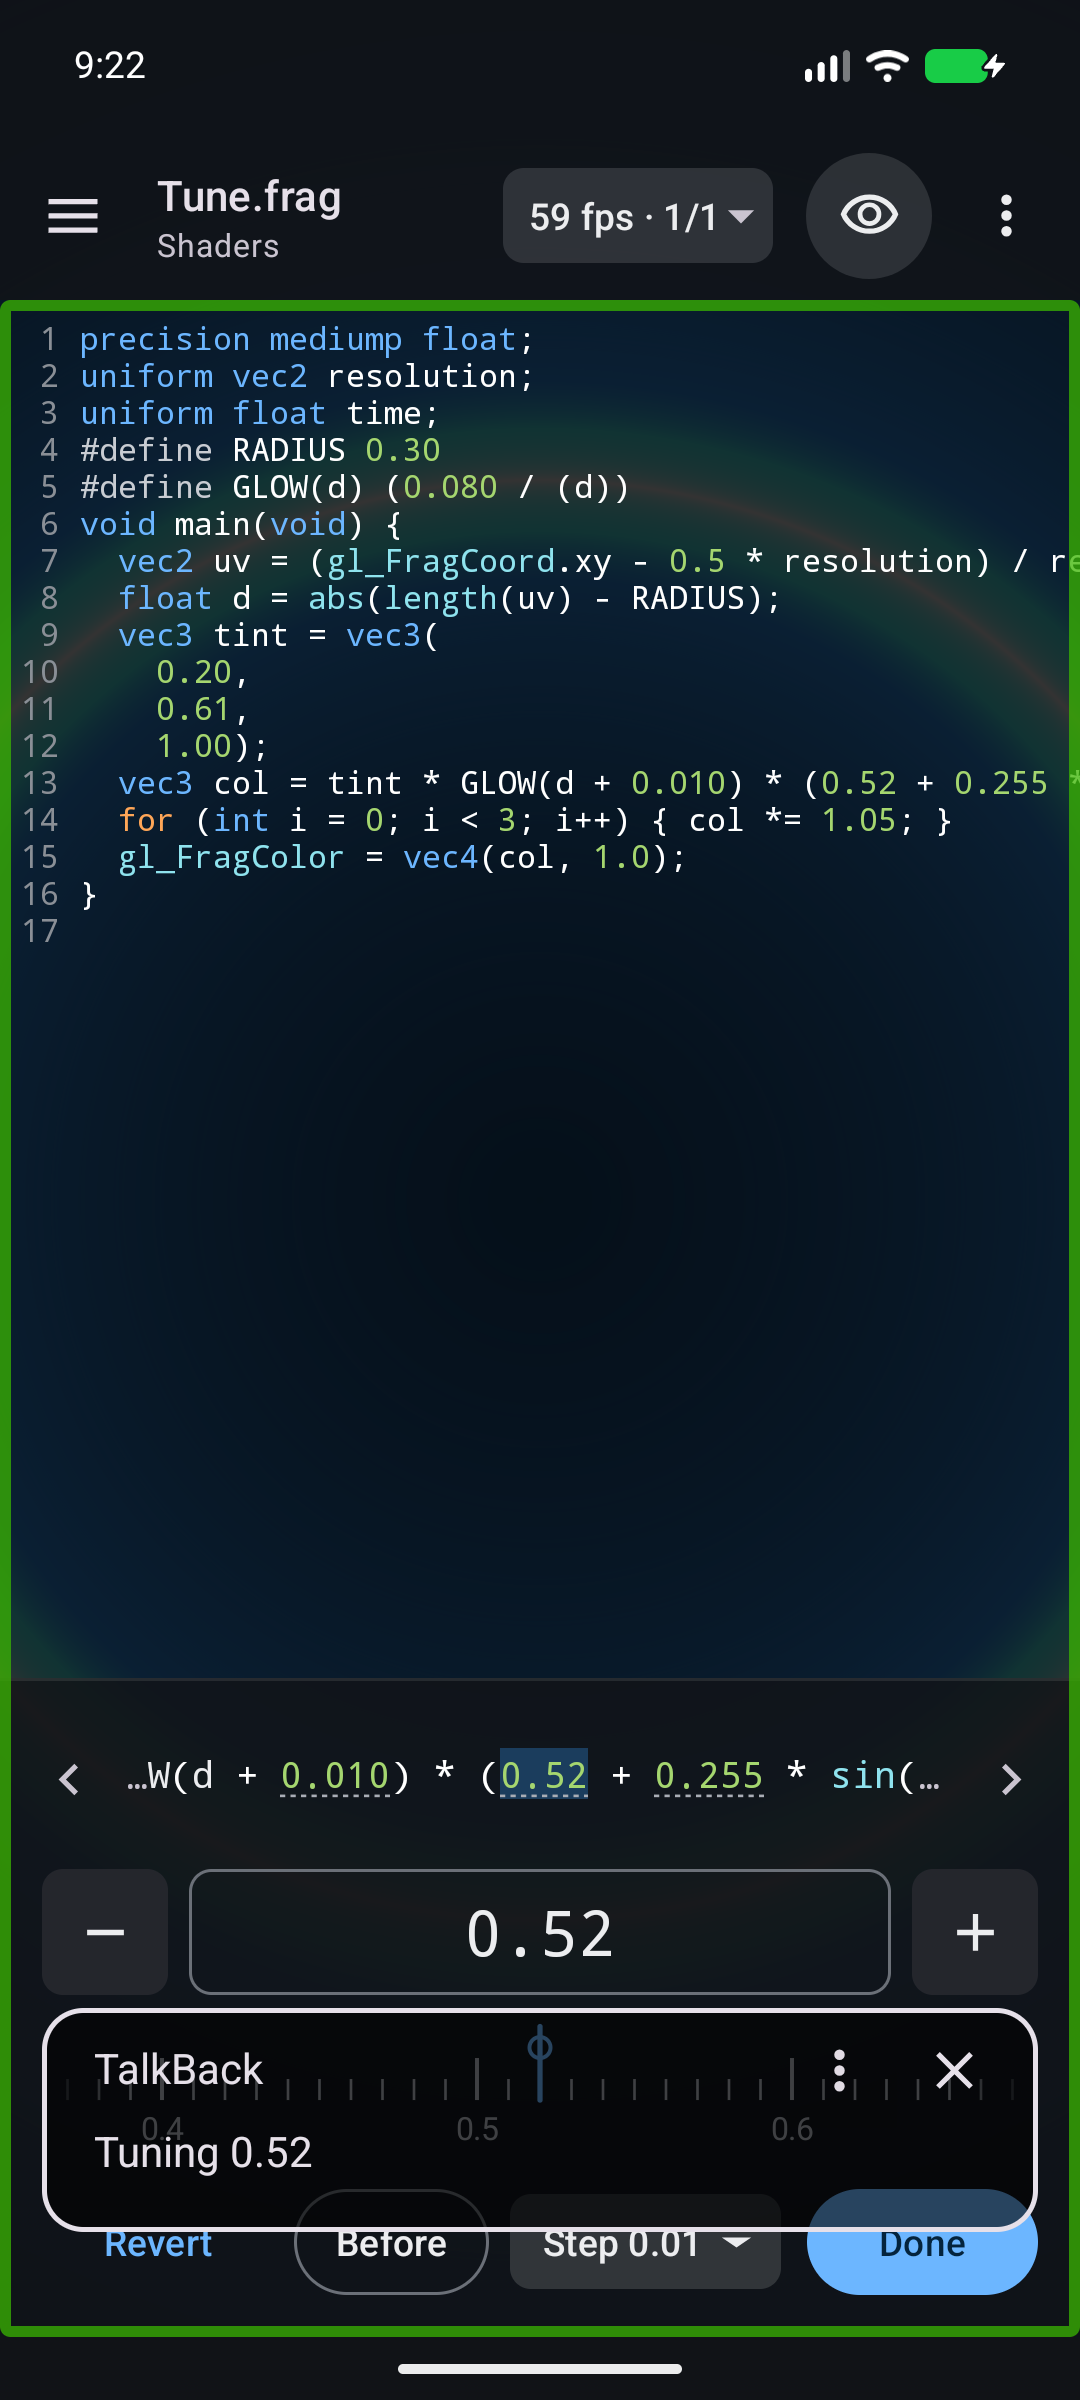 9:22
Tune.frag
Shaders
59 fps · 1/1
1 precision mediump float;
2 uniform vec2 resolution;
3 uniform float time;
4 #define RADIUS 0.30
5 #define GLOW(d) (0.080 / (d))
6 void main(void) {
7 vec2 uv = (gl_FragCoord.xy - 0.5 * resolution) / re
8 float d = abs(length(uv) - RADIUS);
9 vec3 tint = vec3(
10 0.20,
11 0.61,
12 1.00);
13 vec3 col = tint * GLOW(d + 0.010) * (0.52 + 0.255 *
14 for (int i = 0; i < 3; i++) { col *= 1.05; }
15 gl_FragColor = vec4(col, 1.0);
16 }
17
…W(d + 0.010) * (0.52 + 0.255 * sin(…
0.52
TalkBack
0.4 0.5 0.6
Tuning 0.52
Revert Before Step 0.01 Done